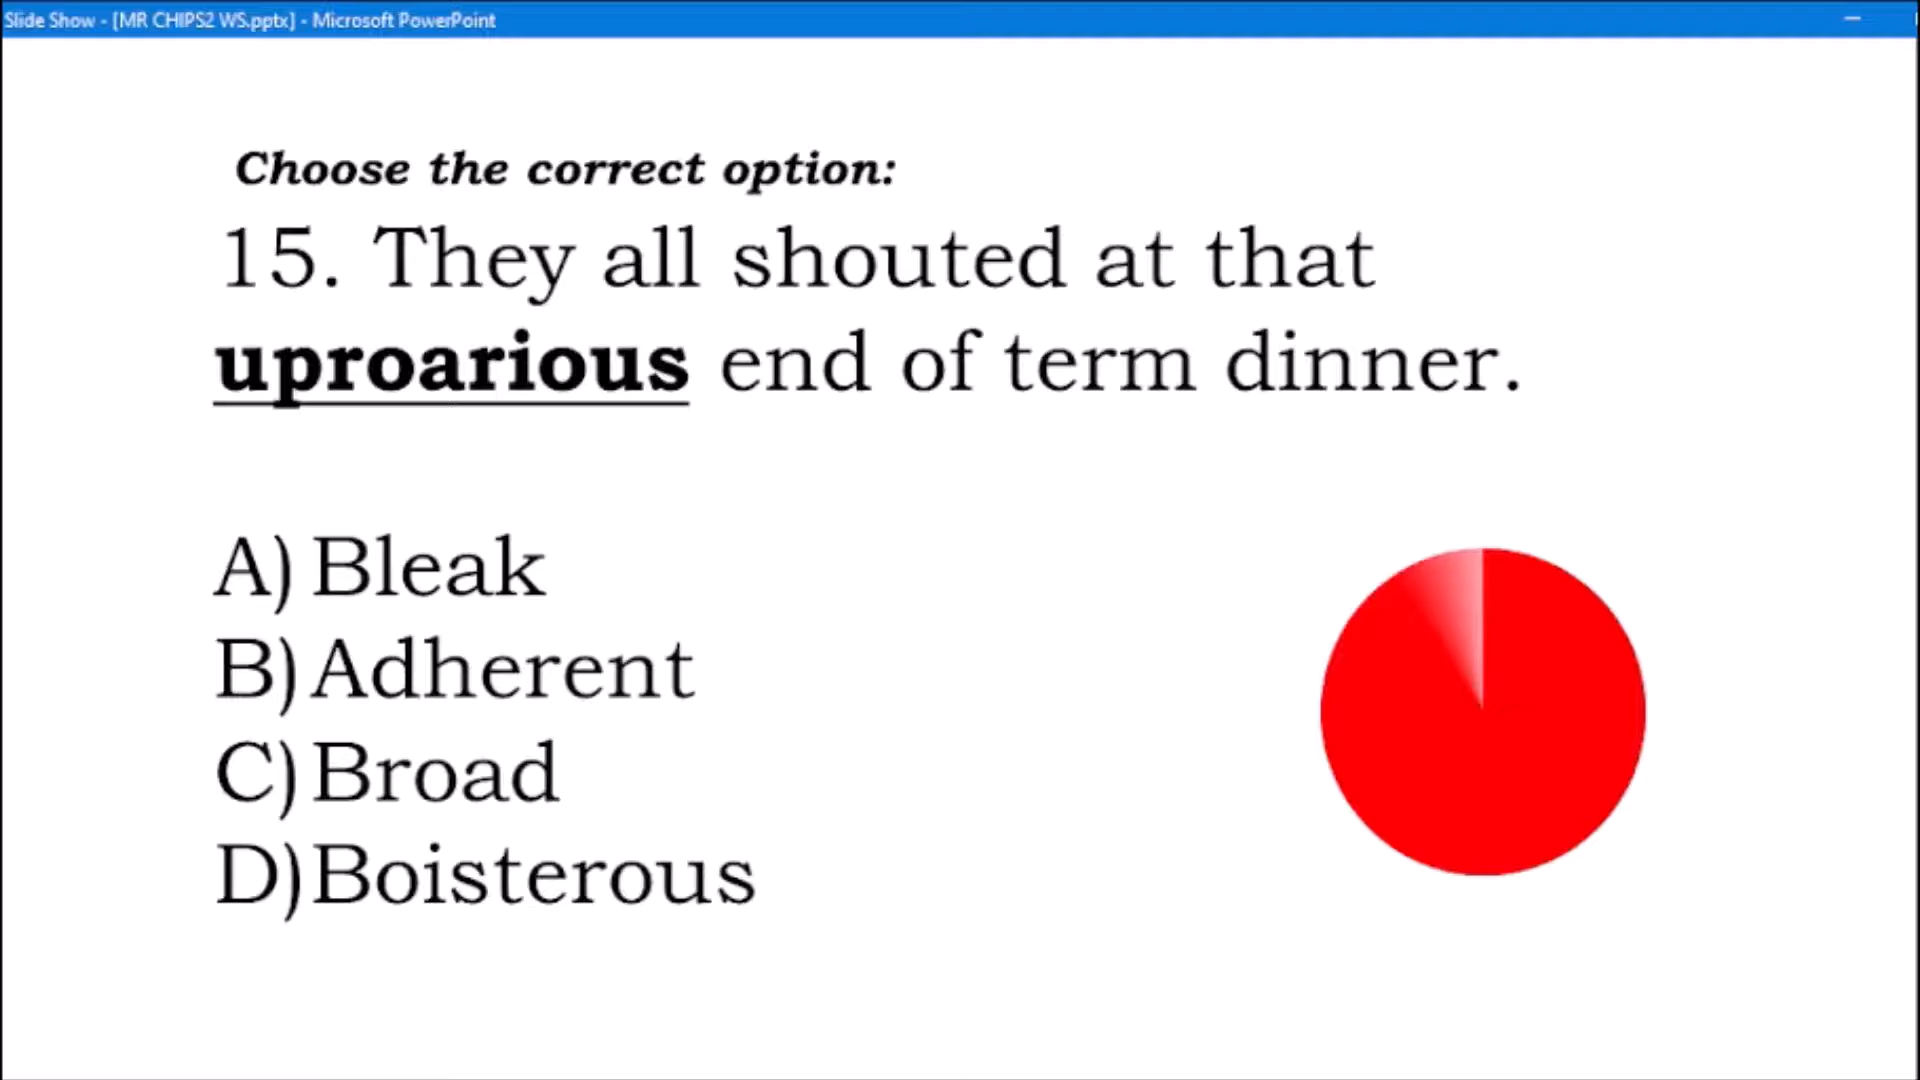 Slide Show - [MR CHIPS2 WS.pptx] - Microsoft PowerPoint
Choose the correct option:
15. They all shouted at that
uproarious end of term dinner.
A) Bleak
B) Adherent
C) Broad
D) Boisterous